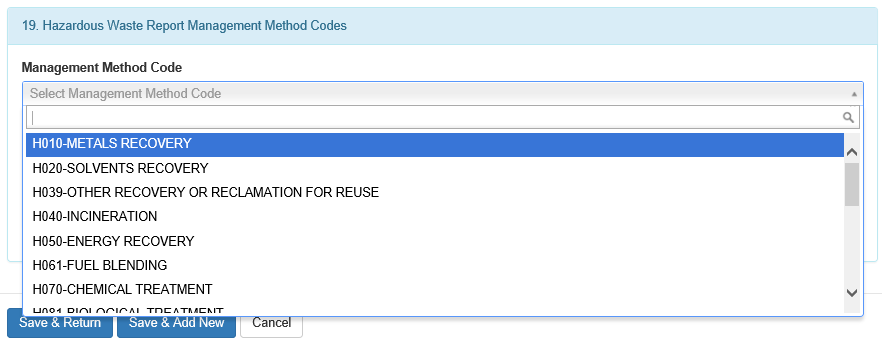 19. Hazardous Waste Report Management Method Codes
Management Method Code
Select Management Method Code
H010-METALS RECOVERY
H020-SOLVENTS RECOVERY
H039-OTHER RECOVERY OR RECLAMATION FOR REUSE
H040-INCINERATION
H050-ENERGY RECOVERY
H061-FUEL BLENDING
H070-CHEMICAL TREATMENT
H081-BIOLOGICAL TREATMENT
Save & Return Save & Add New Cancel